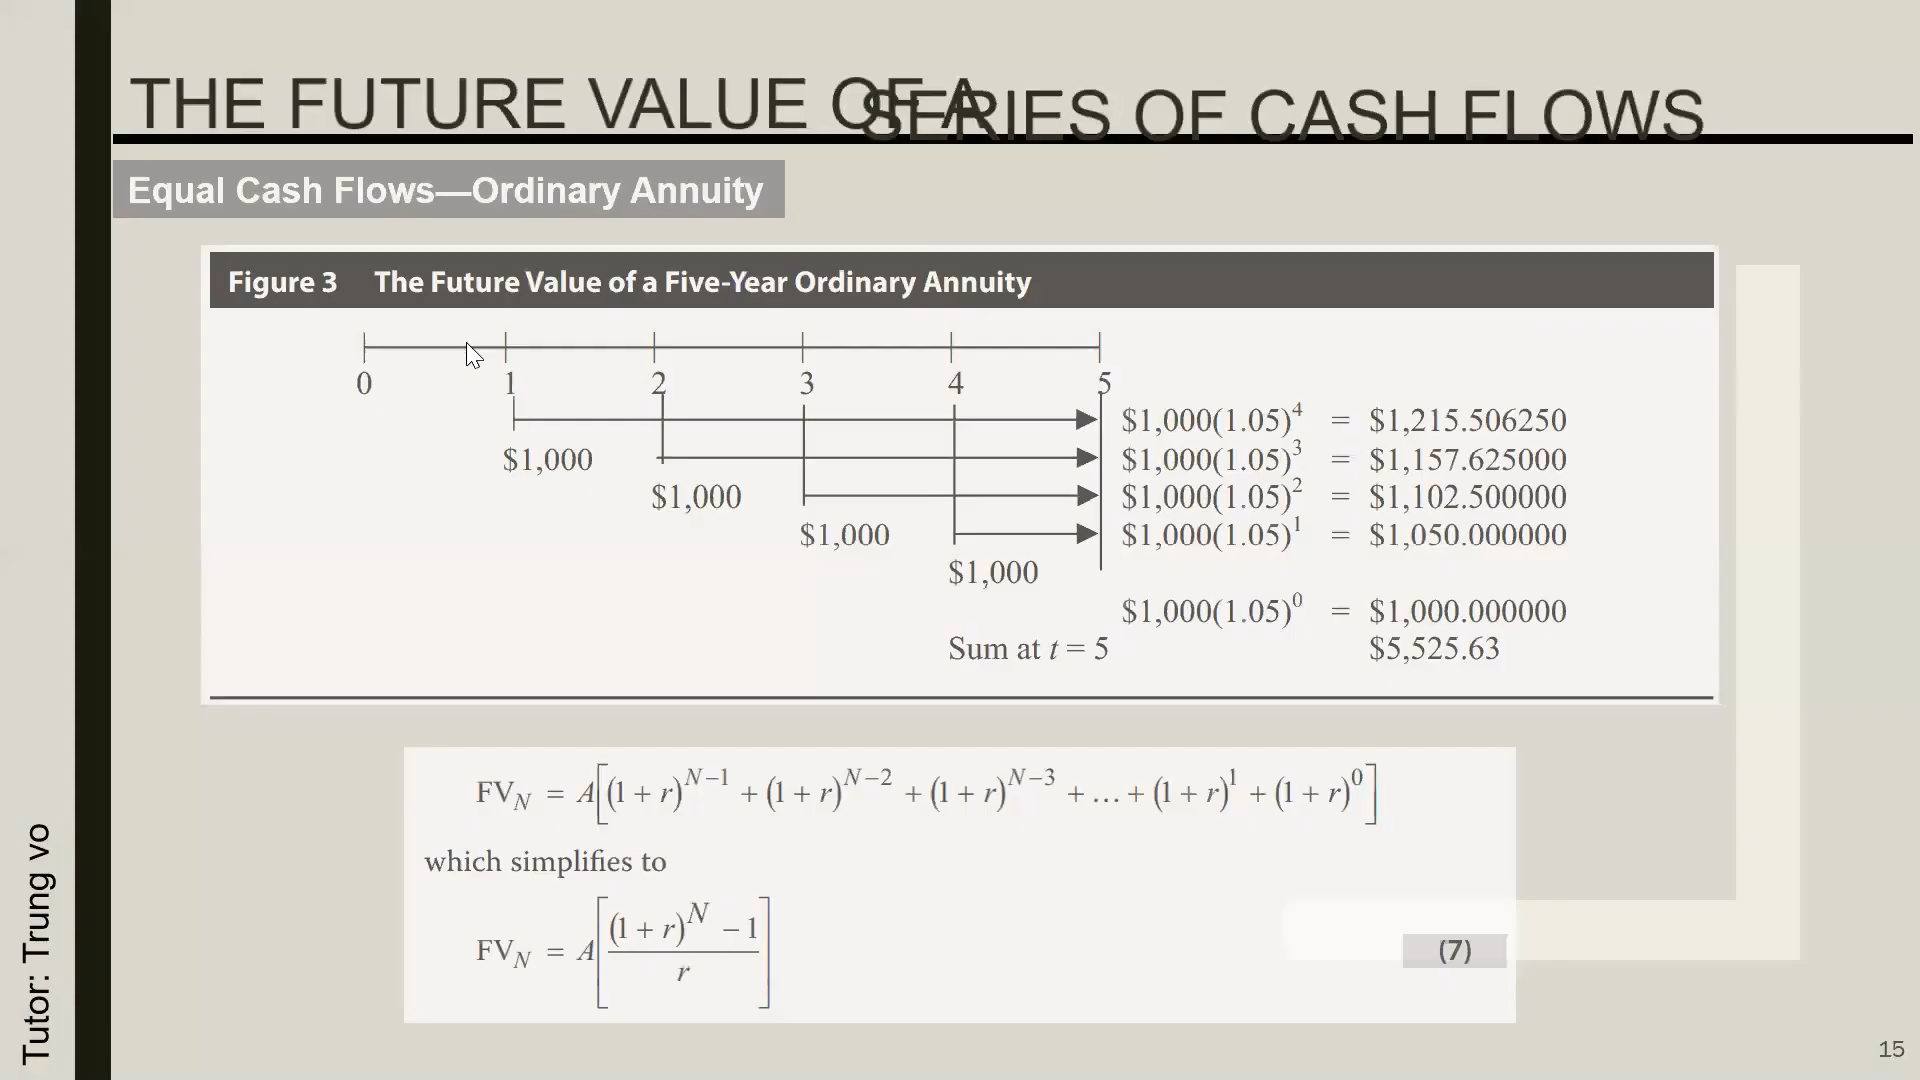 THE FUTURE VALUE OF A SERIES OF CASH FLOWS
Equal Cash Flows—Ordinary Annuity
Figure 3 The Future Value of a Five-Year Ordinary Annuity
0 1 2 3 4 5
$1,000(1.05)^4 = $1,215.506250
$1,000 $1,000(1.05)^3 = $1,157.625000
$1,000 $1,000(1.05)^2 = $1,102.500000
$1,000 $1,000(1.05)^1 = $1,050.000000
$1,000
$1,000(1.05)^0 = $1,000.000000
Sum at t = 5 $5,525.63
FV_N = A[(1 + r)^{N−1} + (1 + r)^{N−2} + (1 + r)^{N−3} + … + (1 + r)^1 + (1 + r)^0]
which simplifies to
FV_N = A[((1 + r)^N − 1) / r] (7)
Tutor: Trung vo
15